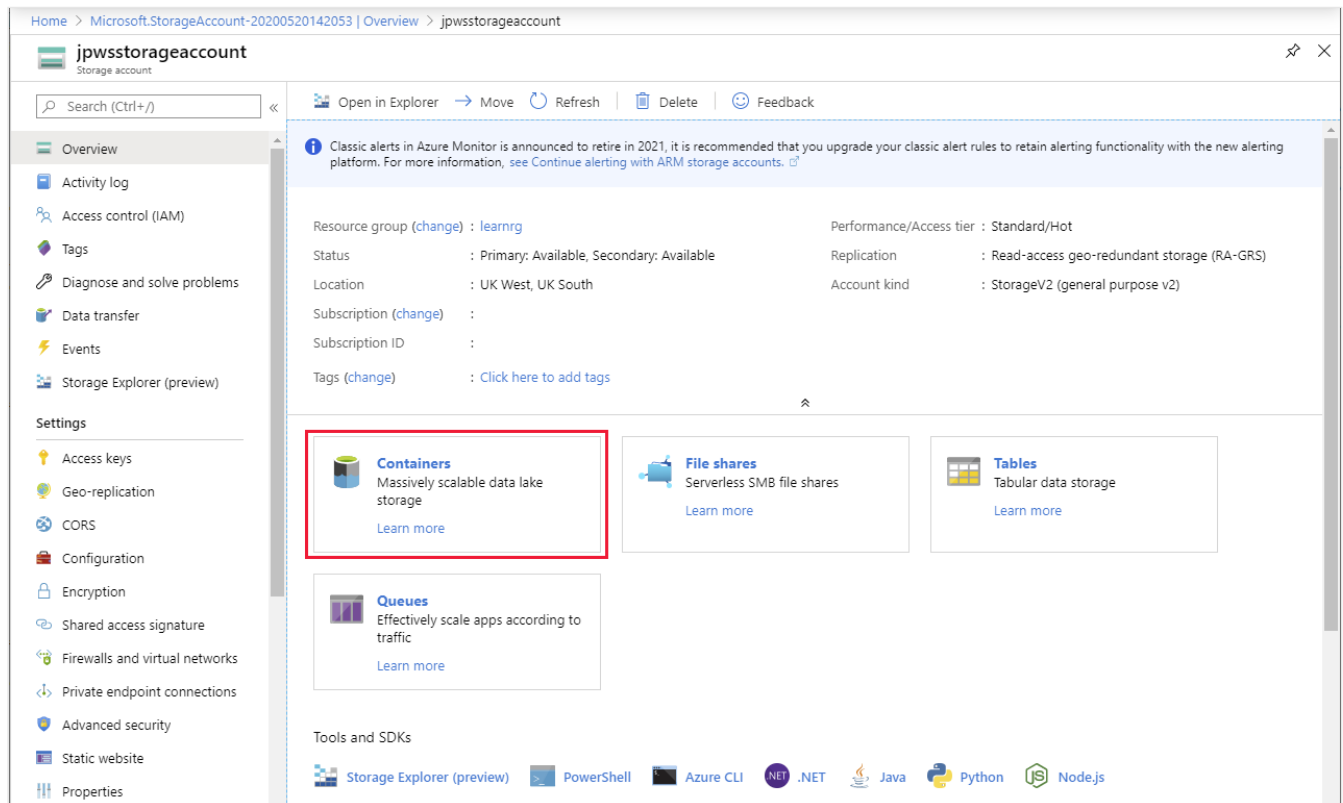 Home > Microsoft.StorageAccount-20200520142053 | Overview > jpwsstorageaccount
jpwsstorageaccount
Storage account
Search (Ctrl+/)
«
Overview
Activity log
Access control (IAM)
Tags
Diagnose and solve problems
Data transfer
Events
Storage Explorer (preview)
Settings
Access keys
Geo-replication
CORS
Configuration
Encryption
Shared access signature
Firewalls and virtual networks
Private endpoint connections
Advanced security
Static website
Properties
Open in Explorer Move Refresh Delete Feedback
Classic alerts in Azure Monitor is announced to retire in 2021, it is recommended that you upgrade your classic alert rules to retain alerting functionality with the new alerting
platform. For more information, see Continue alerting with ARM storage accounts.
Resource group (change) : learnrg
Status : Primary: Available, Secondary: Available
Location : UK West, UK South
Subscription (change) :
Subscription ID :
Tags (change) : Click here to add tags
Performance/Access tier : Standard/Hot
Replication : Read-access geo-redundant storage (RA-GRS)
Account kind : StorageV2 (general purpose v2)
Containers
Massively scalable data lake
storage
Learn more
File shares
Serverless SMB file shares
Learn more
Tables
Tabular data storage
Learn more
Queues
Effectively scale apps according to
traffic
Learn more
Tools and SDKs
Storage Explorer (preview) PowerShell Azure CLI NET .NET Java Python JS Node.js